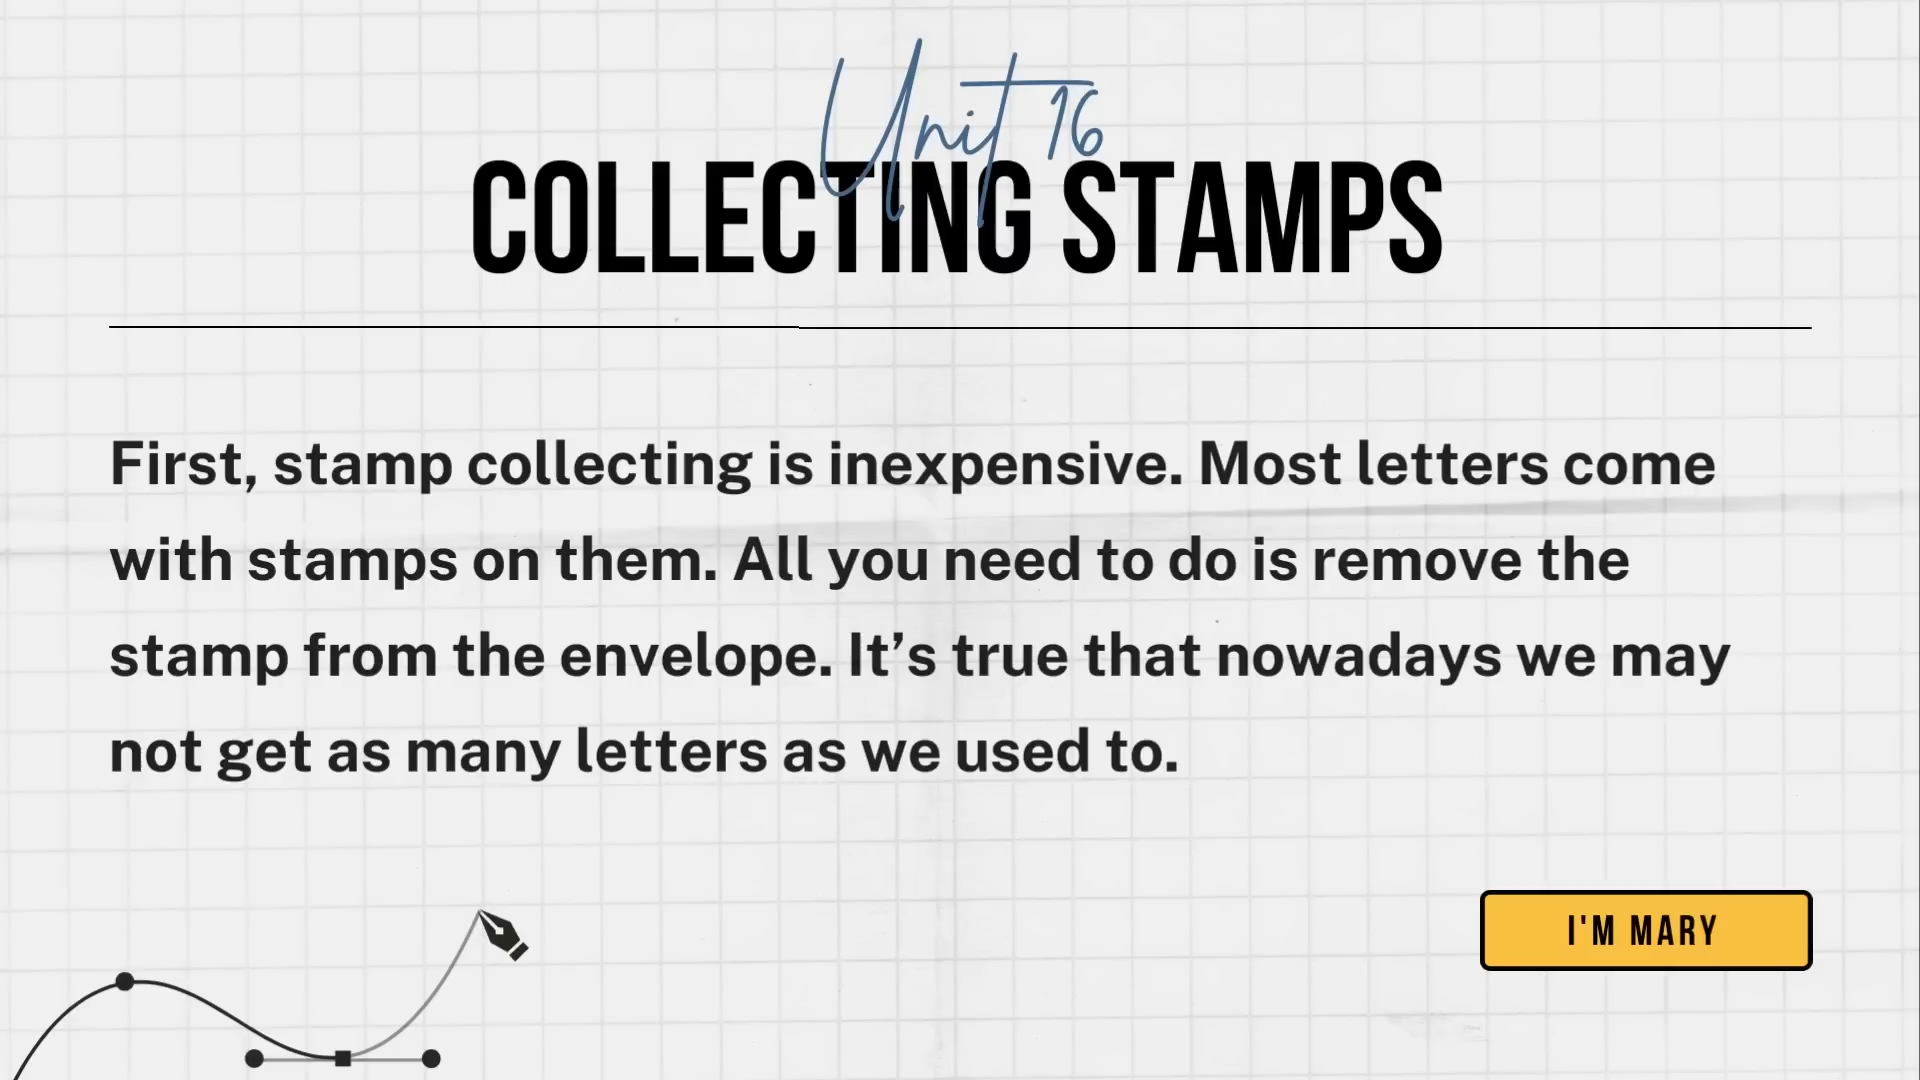 Unit 16
COLLECTING STAMPS
First, stamp collecting is inexpensive. Most letters come
with stamps on them. All you need to do is remove the
stamp from the envelope. It’s true that nowadays we may
not get as many letters as we used to.
I'M MARY